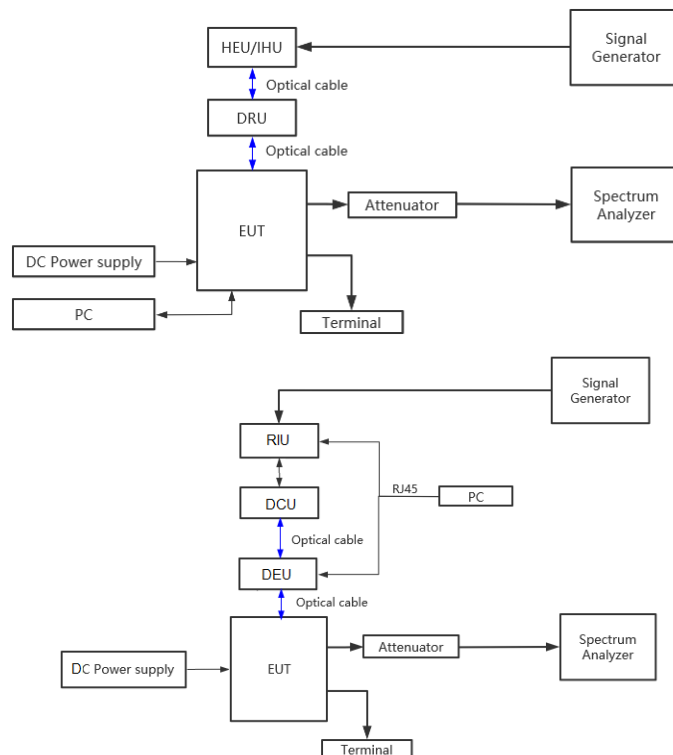 Signal
Generator
HEU/IHU
Optical cable
DRU
Optical cable
EUT
Attenuator
Spectrum
Analyzer
DC Power supply
PC
Terminal
Signal
Generator
RIU
RJ45
PC
DCU
Optical cable
DEU
Optical cable
EUT
Attenuator
Spectrum
Analyzer
DC Power supply
Terminal